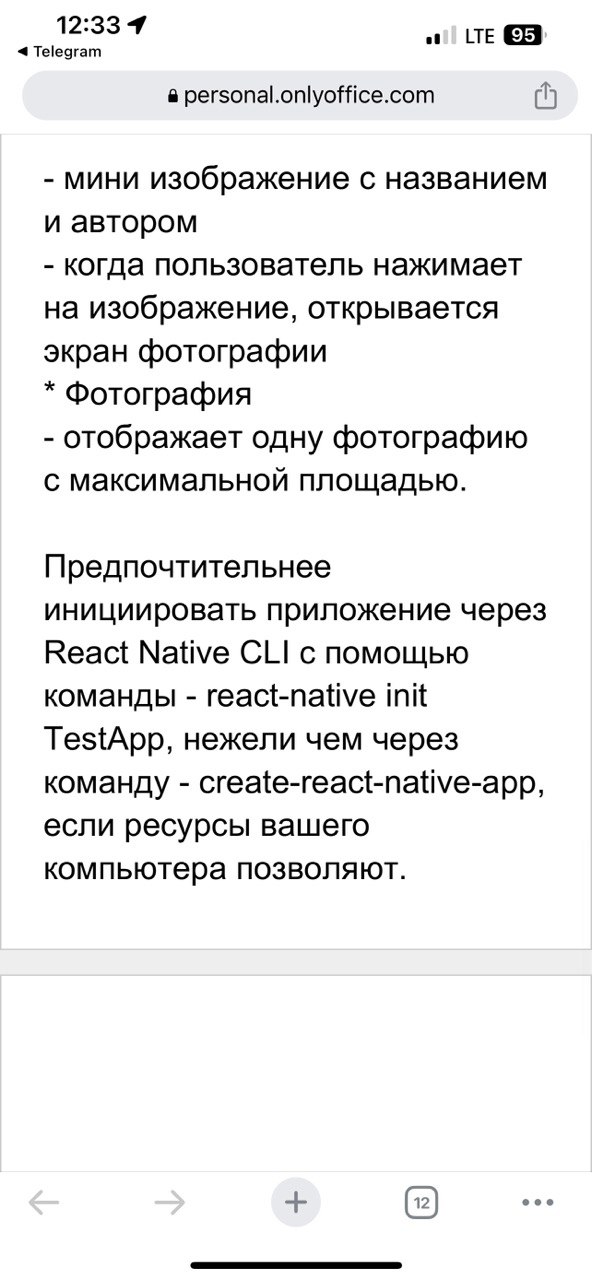 12:33
LTE 95
◀ Telegram
personal.onlyoffice.com
- мини изображение с названием
и автором
- когда пользователь нажимает
на изображение, открывается
экран фотографии
* Фотография
- отображает одну фотографию
с максимальной площадью.
Предпочтительнее
инициировать приложение через
React Native CLI с помощью
команды - react-native init
TestApp, нежели чем через
команду - create-react-native-app,
если ресурсы вашего
компьютера позволяют.
12